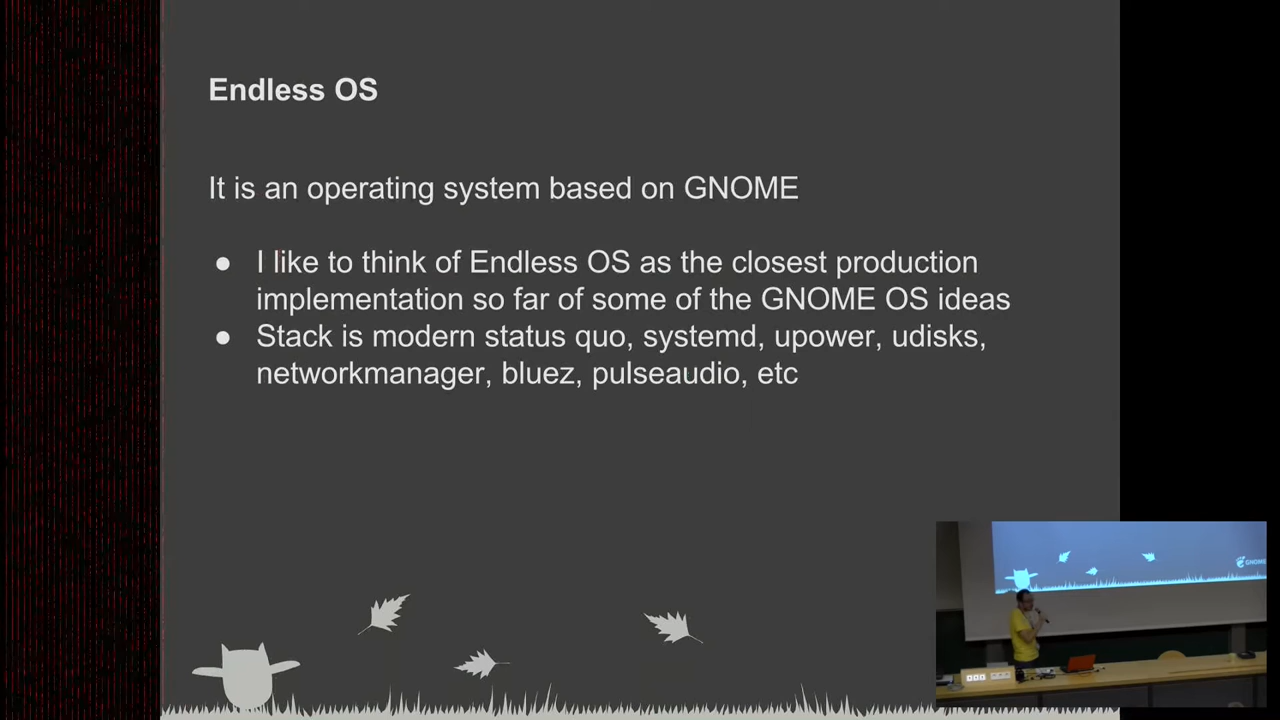 Endless OS
It is an operating system based on GNOME
● I like to think of Endless OS as the closest production
implementation so far of some of the GNOME OS ideas
● Stack is modern status quo, systemd, upower, udisks,
networkmanager, bluez, pulseaudio, etc
GNOME